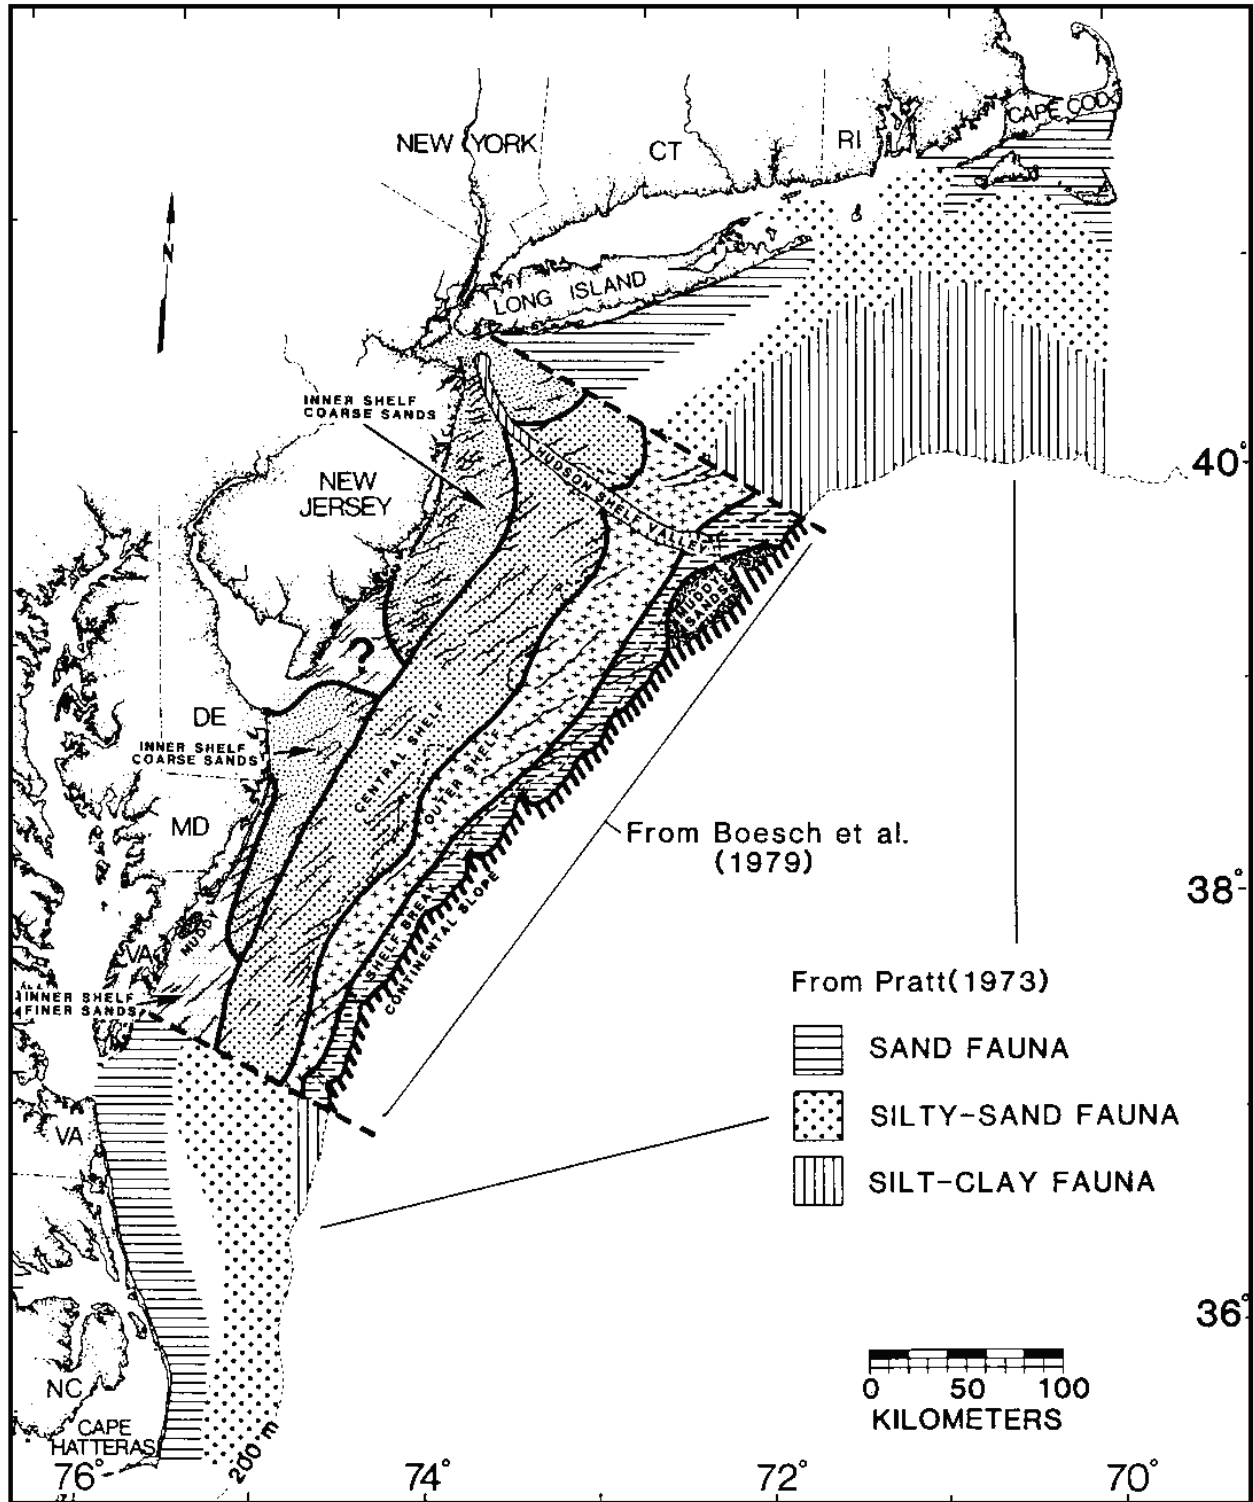 CAPE COD
NEW YORK
CT
RI
N
LONG ISLAND
INNER SHELF
COARSE SANDS
NEW
JERSEY
HUDSON SHELF VALLEY
40°
MUDDY
SANDS
?
DE
INNER SHELF
COARSE SANDS
CENTRAL SHELF
OUTER SHELF
MD
From Boesch et al.
(1979)
38°
SHELF BREAK
CONTINENTAL SLOPE
MUDDY
VA
INNER SHELF
FINER SANDS
From Pratt(1973)
SAND FAUNA
SILTY-SAND FAUNA
SILT-CLAY FAUNA
VA
36°
NC
CAPE
HATTERAS
200 m
0 50 100
KILOMETERS
76° 74° 72° 70°